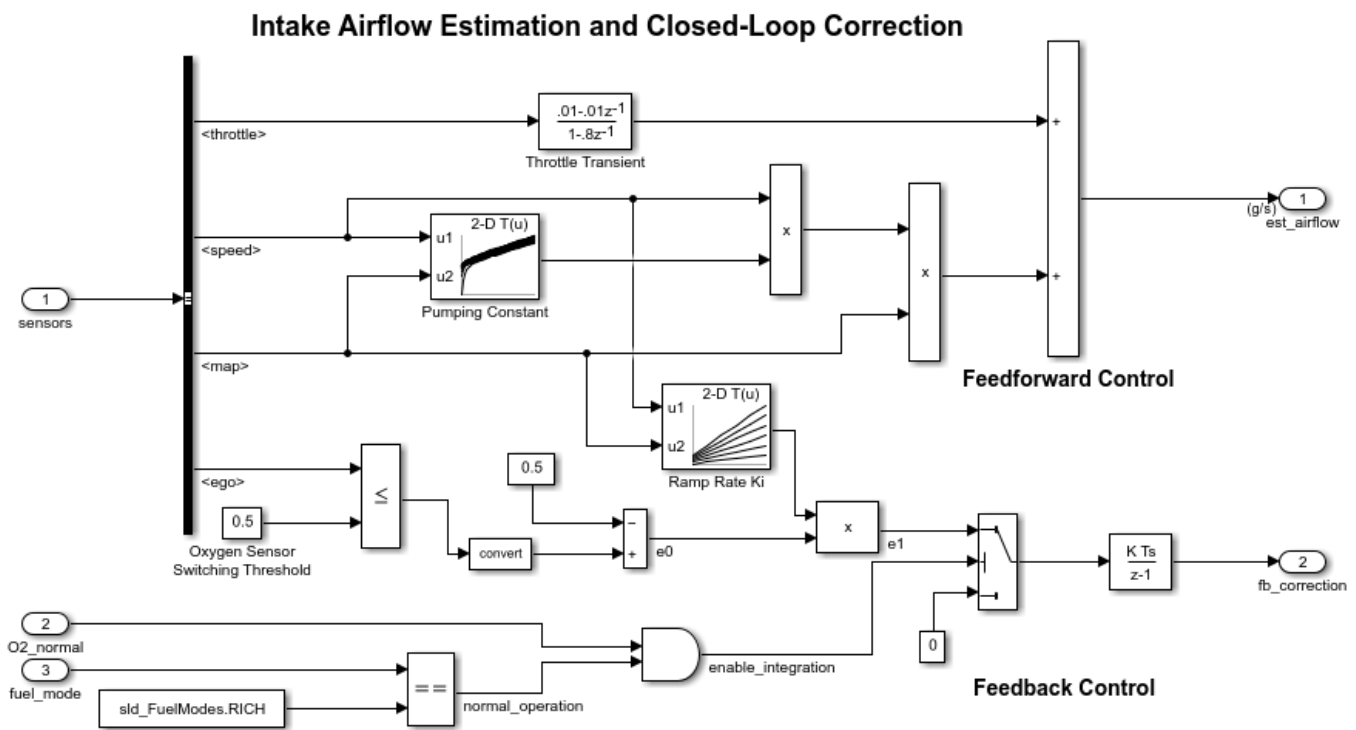 Intake Airflow Estimation and Closed-Loop Correction
.01-.01z-1
1-.8z-1
<throttle>
Throttle Transient
+
2-D T(u)
u1
u2
Pumping Constant
x
x
+
(g/s)
1
est_airflow
<speed>
1
sensors
<map>
Feedforward Control
2-D T(u)
u1
u2
Ramp Rate Ki
<ego>
≤
0.5
Oxygen Sensor
Switching Threshold
0.5
convert
−
+
e0
x
e1
K Ts
z-1
2
fb_correction
2
O2_normal
3
fuel_mode
sld_FuelModes.RICH
==
normal_operation
enable_integration
0
Feedback Control